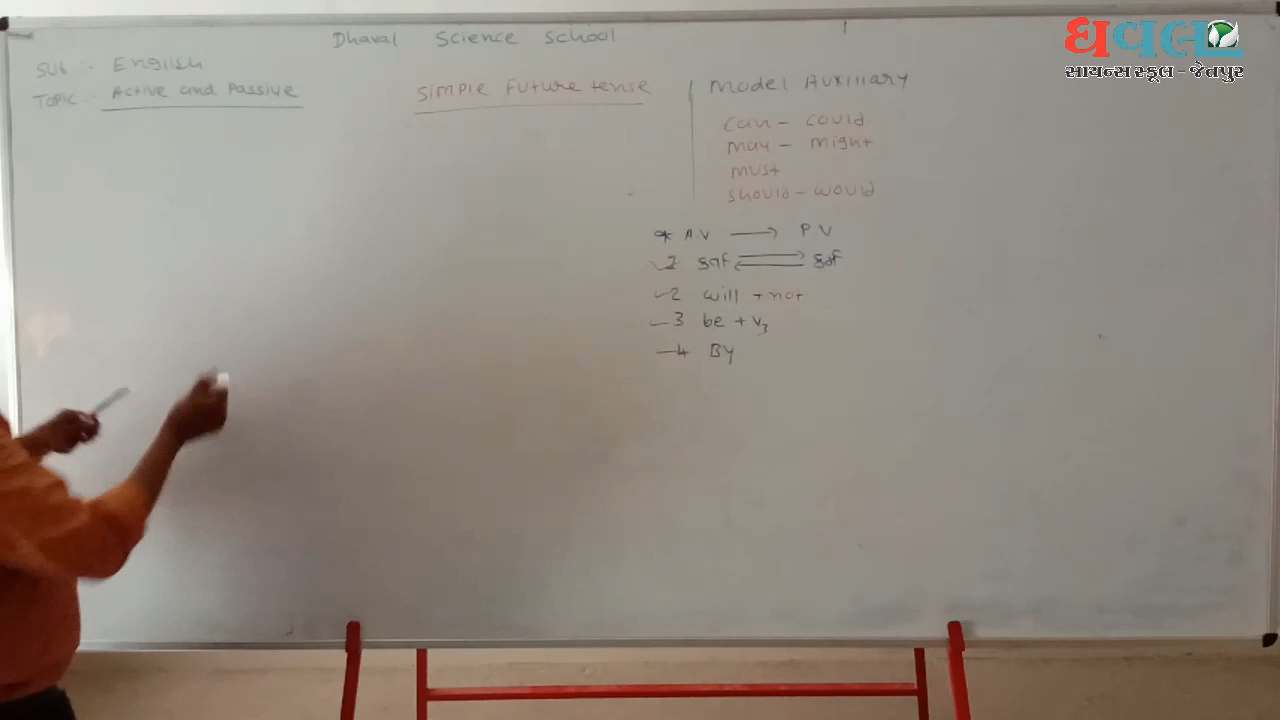 Dhaval Science School
Sub :- English
Topic :- Active and Passive
Simple Future tense
Model Auxiliary
can - could
may - might
must
should - would
* A.V → P.V
2 will + not
3 be + V3
4 By
ધવલ
સાયન્સ સ્કૂલ - જેતપુર